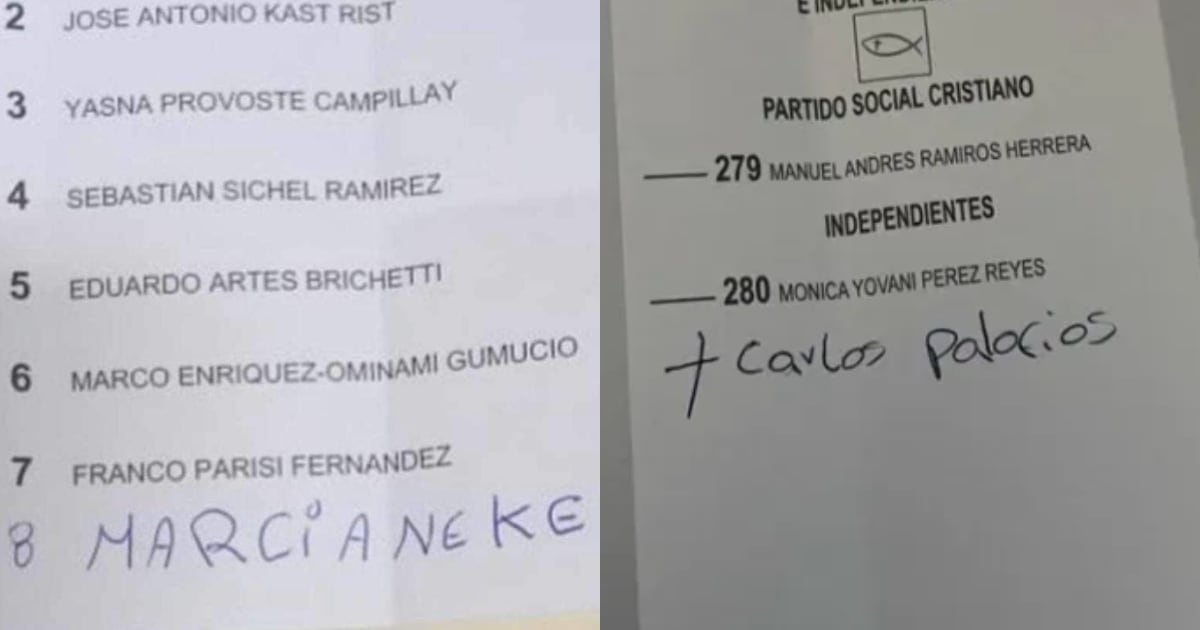 2 JOSE ANTONIO KAST RIST
3 YASNA PROVOSTE CAMPILLAY
4 SEBASTIAN SICHEL RAMIREZ
5 EDUARDO ARTES BRICHETTI
6 MARCO ENRIQUEZ-OMINAMI GUMUCIO
7 FRANCO PARISI FERNANDEZ
8 MARCiANEKE
PARTIDO SOCIAL CRISTIANO
279 MANUEL ANDRES RAMIROS HERRERA
INDEPENDIENTES
280 MONICA YOVANI PEREZ REYES
+ Carlos Palacios